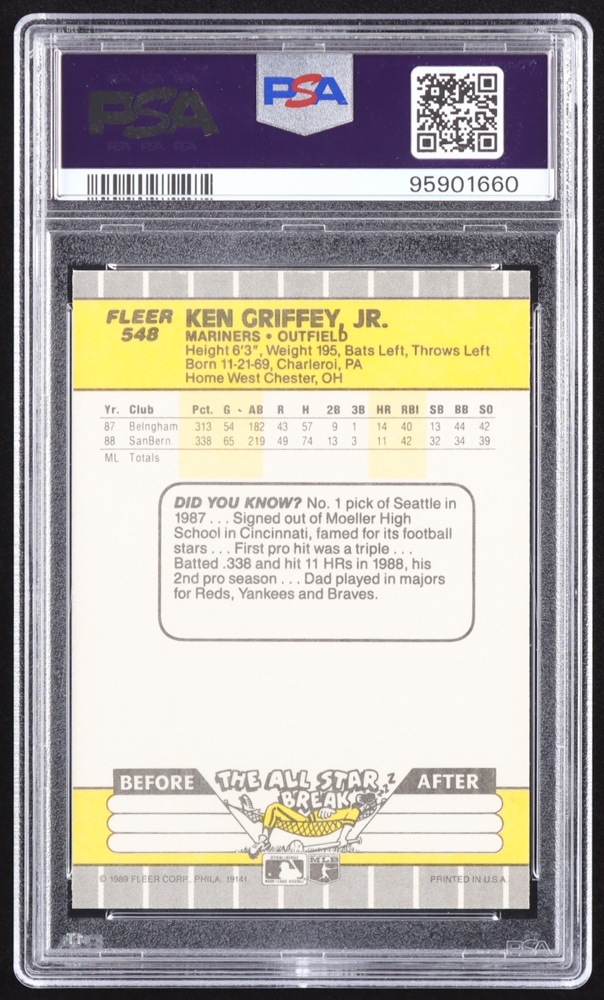 PSA
PSA
PSA PSA PSA
95901660
FLEER
548
KEN GRIFFEY, JR.
MARINERS • OUTFIELD
Height 6'3", Weight 195, Bats Left, Throws Left
Born 11-21-69, Charleroi, PA
Home West Chester, OH
Yr. Club Pct. G - AB R H 2B 3B HR RBI SB BB SO
87 Belngham 313 54 182 43 57 9 1 14 40 13 44 42
88 SanBern 338 65 219 49 74 13 3 11 42 32 34 39
ML Totals
DID YOU KNOW? No. 1 pick of Seattle in
1987 . . . Signed out of Moeller High
School in Cincinnati, famed for its football
stars . . . First pro hit was a triple . . .
Batted .338 and hit 11 HRs in 1988, his
2nd pro season . . . Dad played in majors
for Reds, Yankees and Braves.
BEFORE
THE ALL STAR
BREAK
Z
AFTER
MLB
© 1989 FLEER CORP., PHILA. 19141
PRINTED IN U.S.A.
PSA